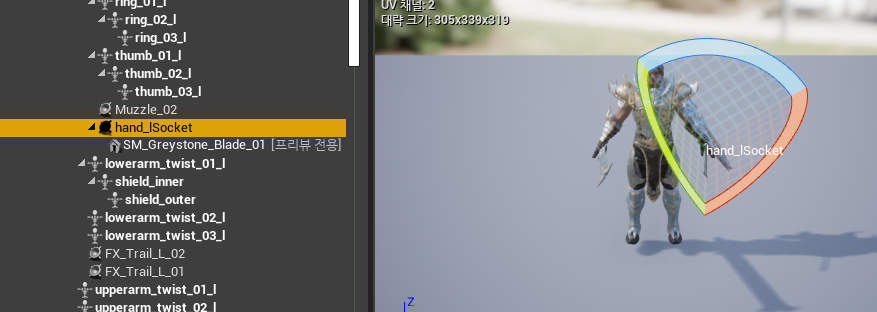 ring_01_l
ring_02_l
ring_03_l
thumb_01_l
thumb_02_l
thumb_03_l
Muzzle_02
hand_lSocket
SM_Greystone_Blade_01 [프리뷰 전용]
lowerarm_twist_01_l
shield_inner
shield_outer
lowerarm_twist_02_l
lowerarm_twist_03_l
FX_Trail_L_02
FX_Trail_L_01
upperarm_twist_01_l
upperarm_twist_02_l
UV 채널: 2
대략 크기: 305x339x319
hand_lSocket
Z